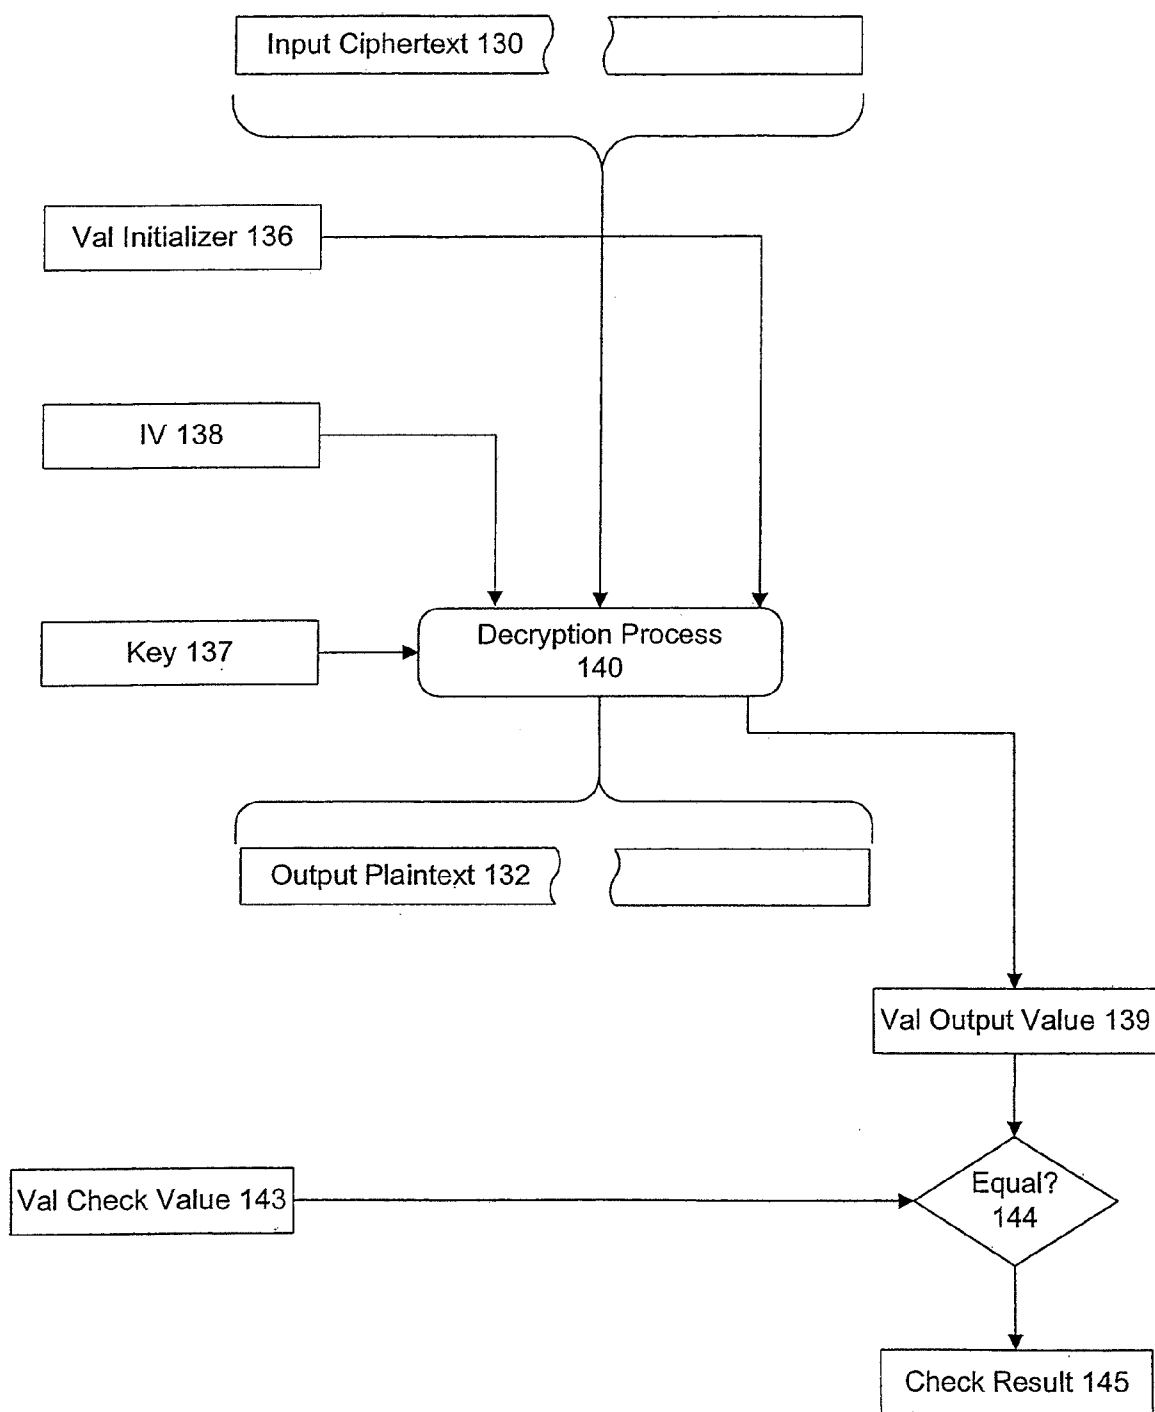 Input Ciphertext 130
Val Initializer 136
IV 138
Key 137
Decryption Process
140
Output Plaintext 132
Val Output Value 139
Val Check Value 143
Equal?
144
Check Result 145